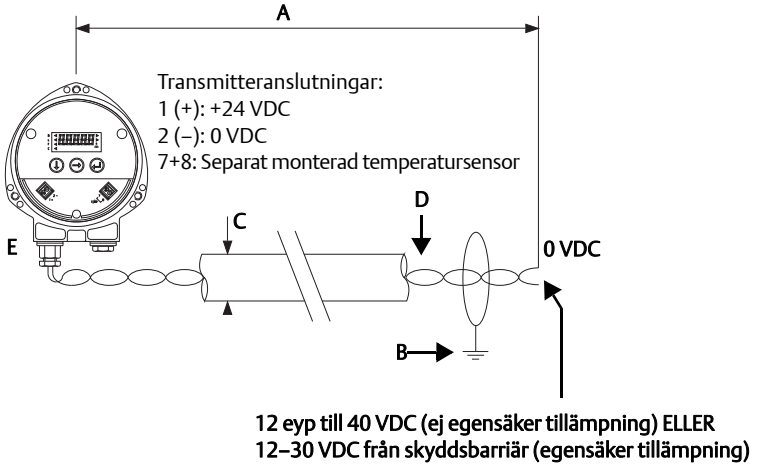 A
Transmitteranslutningar:
1 (+): +24 VDC
2 (–): 0 VDC
7+8: Separat monterad temperatursensor
D
C
E
0 VDC
B
12 eyp till 40 VDC (ej egensäker tillämpning) ELLER
12–30 VDC från skyddsbarriär (egensäker tillämpning)